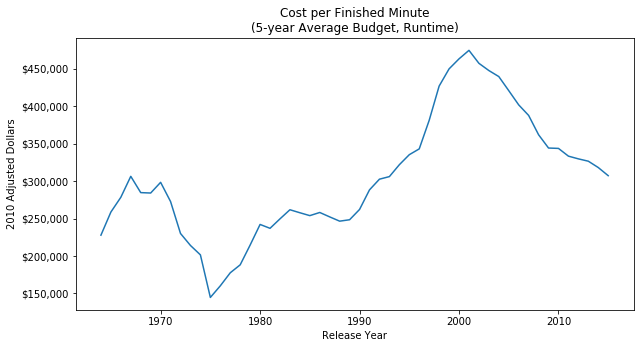 Cost per Finished Minute
(5-year Average Budget, Runtime)
$450,000
$400,000
$350,000
$300,000
$250,000
$200,000
$150,000
2010 Adjusted Dollars
1970 1980 1990 2000 2010
Release Year